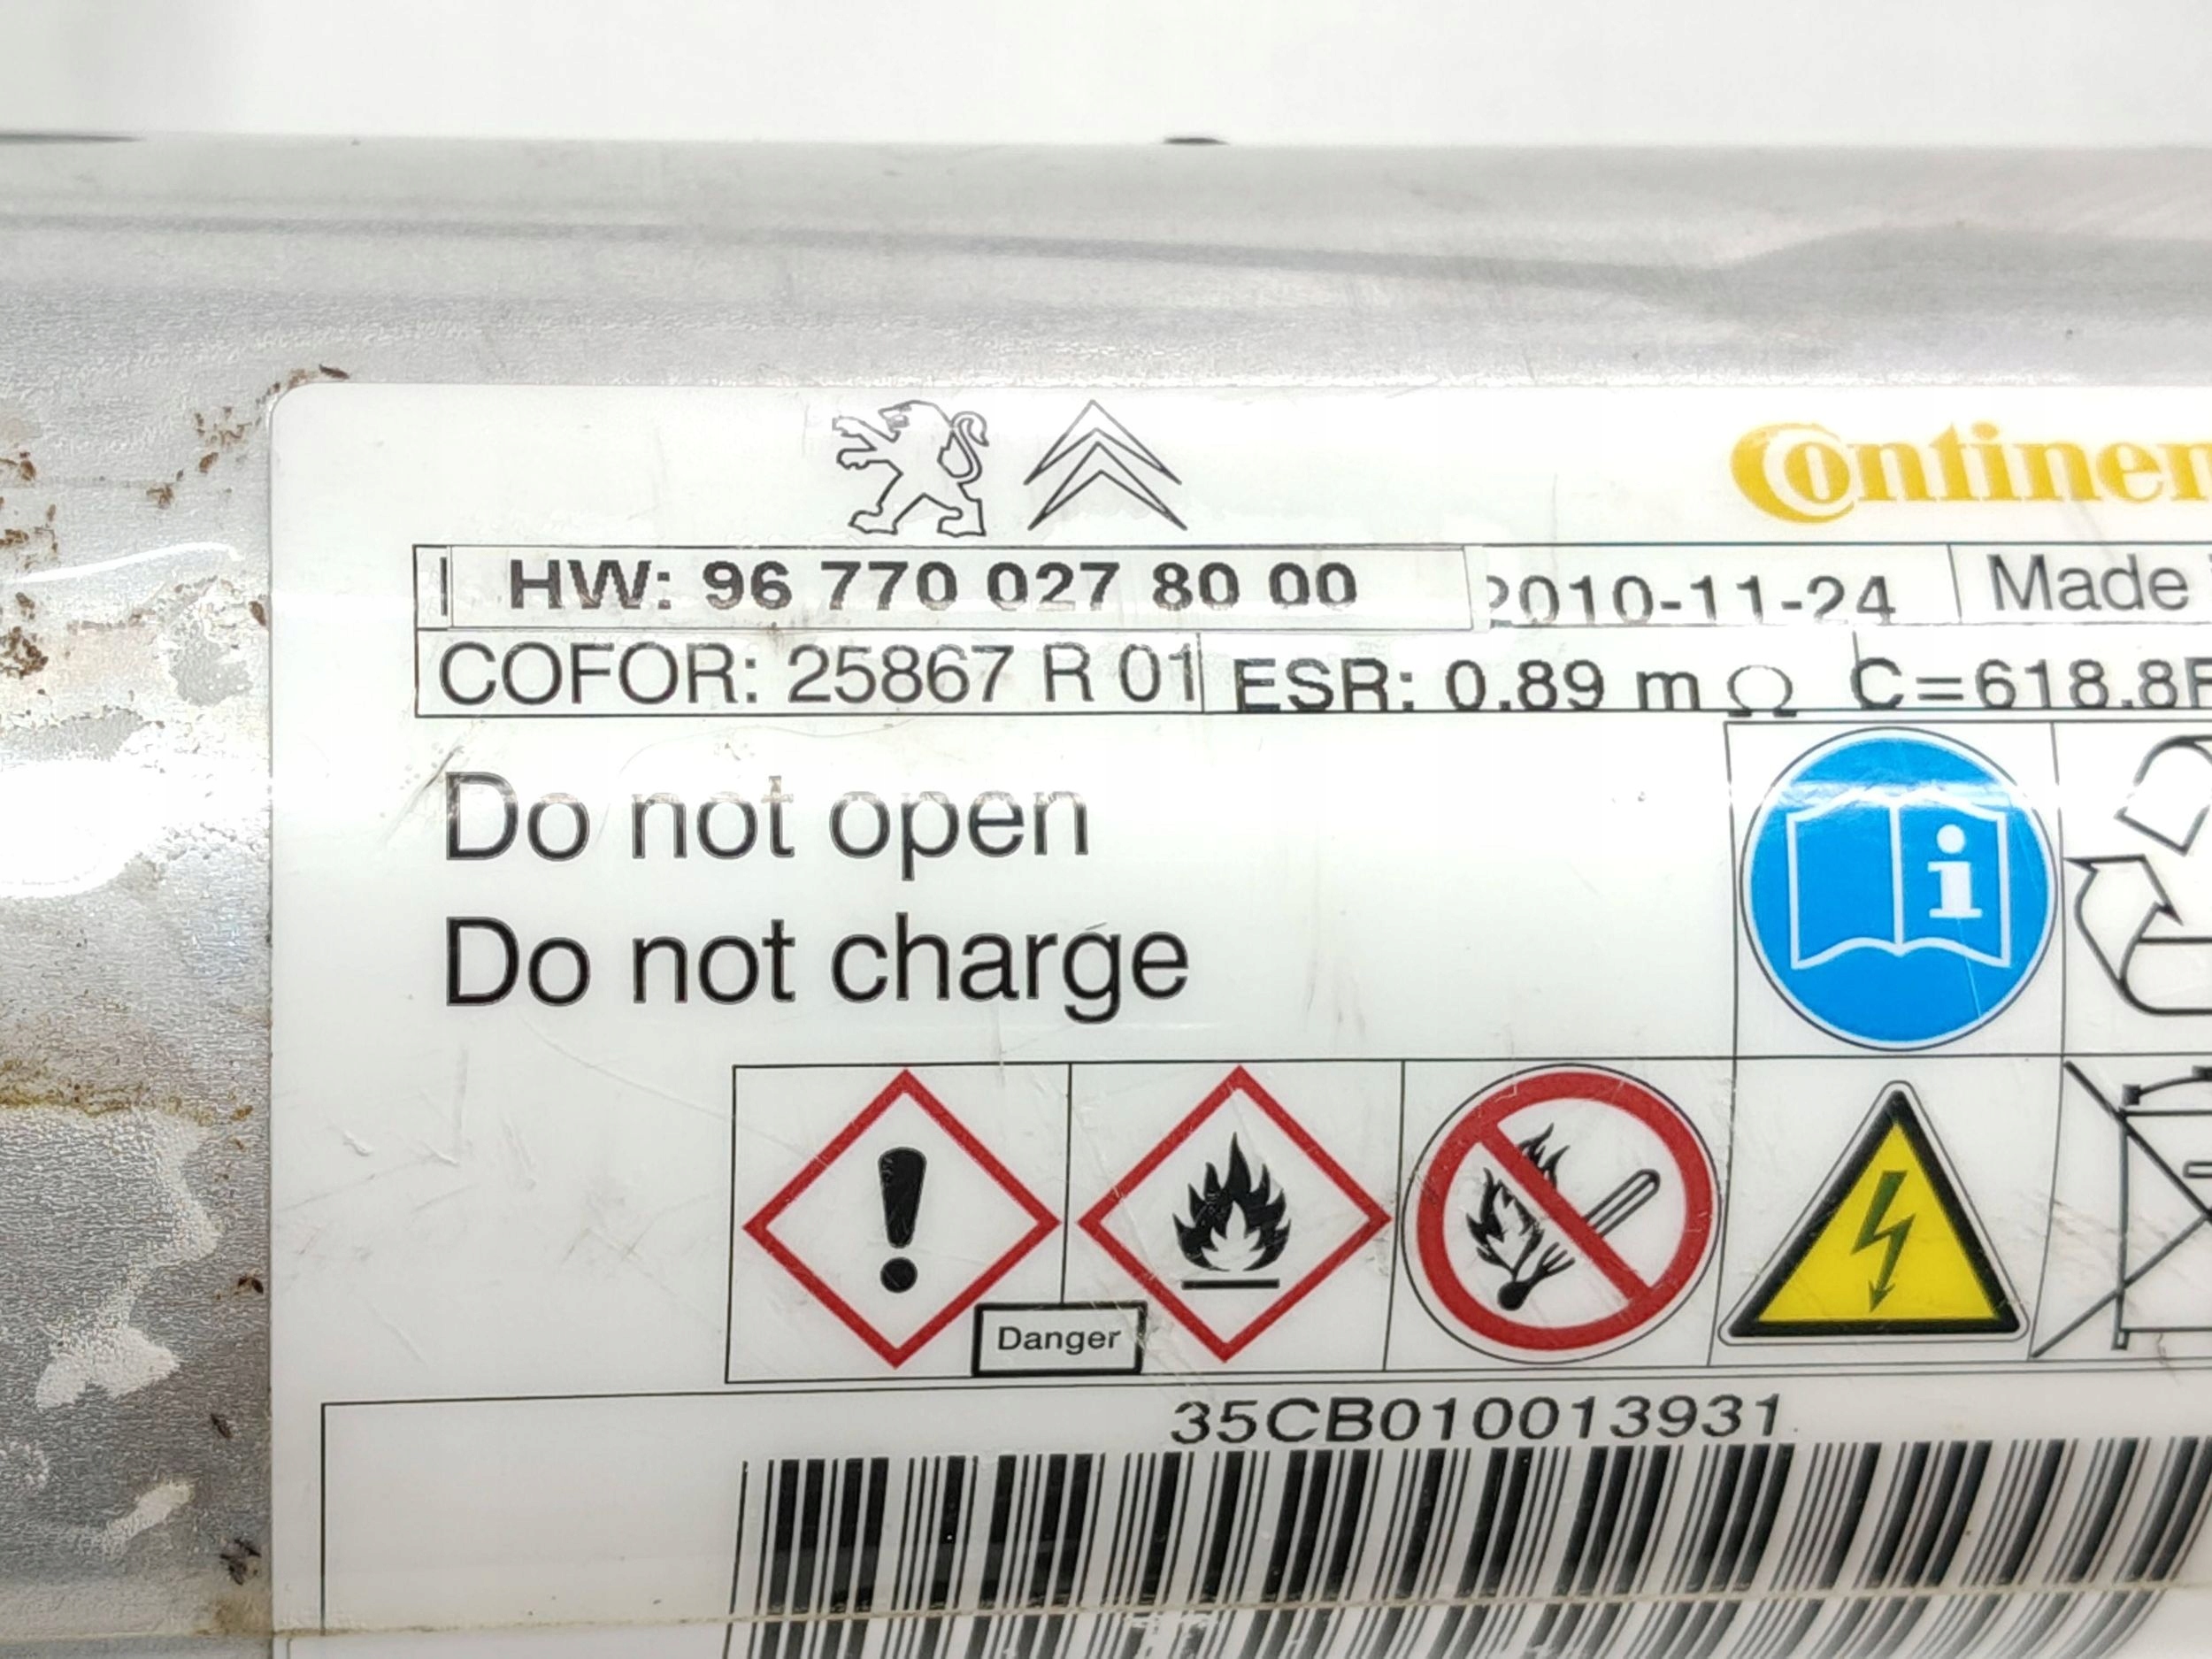 Continen
HW: 96 770 027 80 00 2010-11-24 Made
COFOR: 25867 R 01 ESR: 0.89 m Ω C=618.8F
Do not open
Do not charge
Danger
35CB010013931